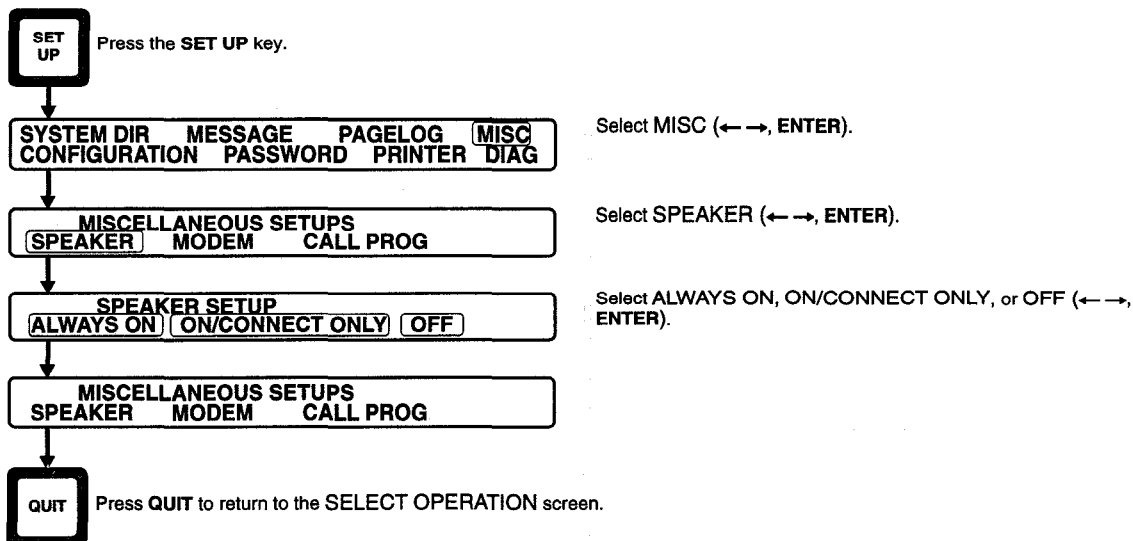 SET
UP
Press the SET UP key.
SYSTEM DIR MESSAGE PAGELOG MISC
CONFIGURATION PASSWORD PRINTER DIAG
Select MISC (← →, ENTER).
MISCELLANEOUS SETUPS
SPEAKER MODEM CALL PROG
Select SPEAKER (← →, ENTER).
SPEAKER SETUP
ALWAYS ON ON/CONNECT ONLY OFF
Select ALWAYS ON, ON/CONNECT ONLY, or OFF (← →,
ENTER).
MISCELLANEOUS SETUPS
SPEAKER MODEM CALL PROG
QUIT
Press QUIT to return to the SELECT OPERATION screen.